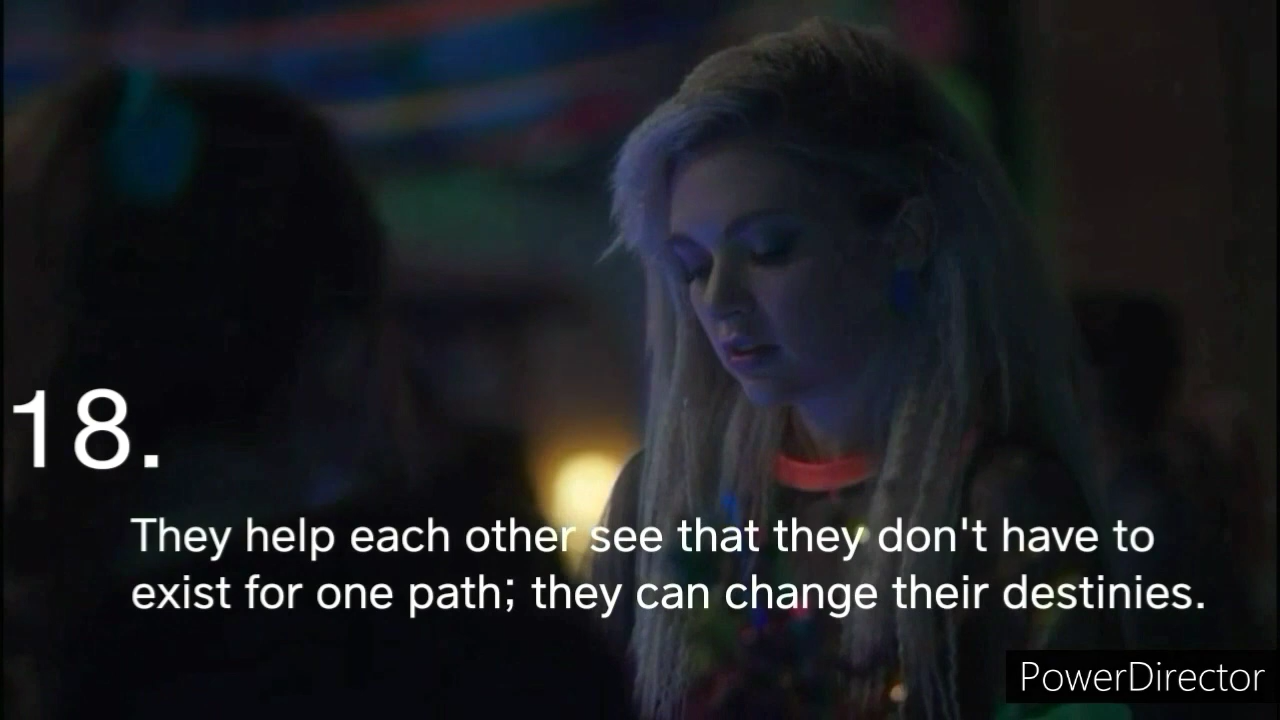 18.
They help each other see that they don't have to
exist for one path; they can change their destinies.
PowerDirector